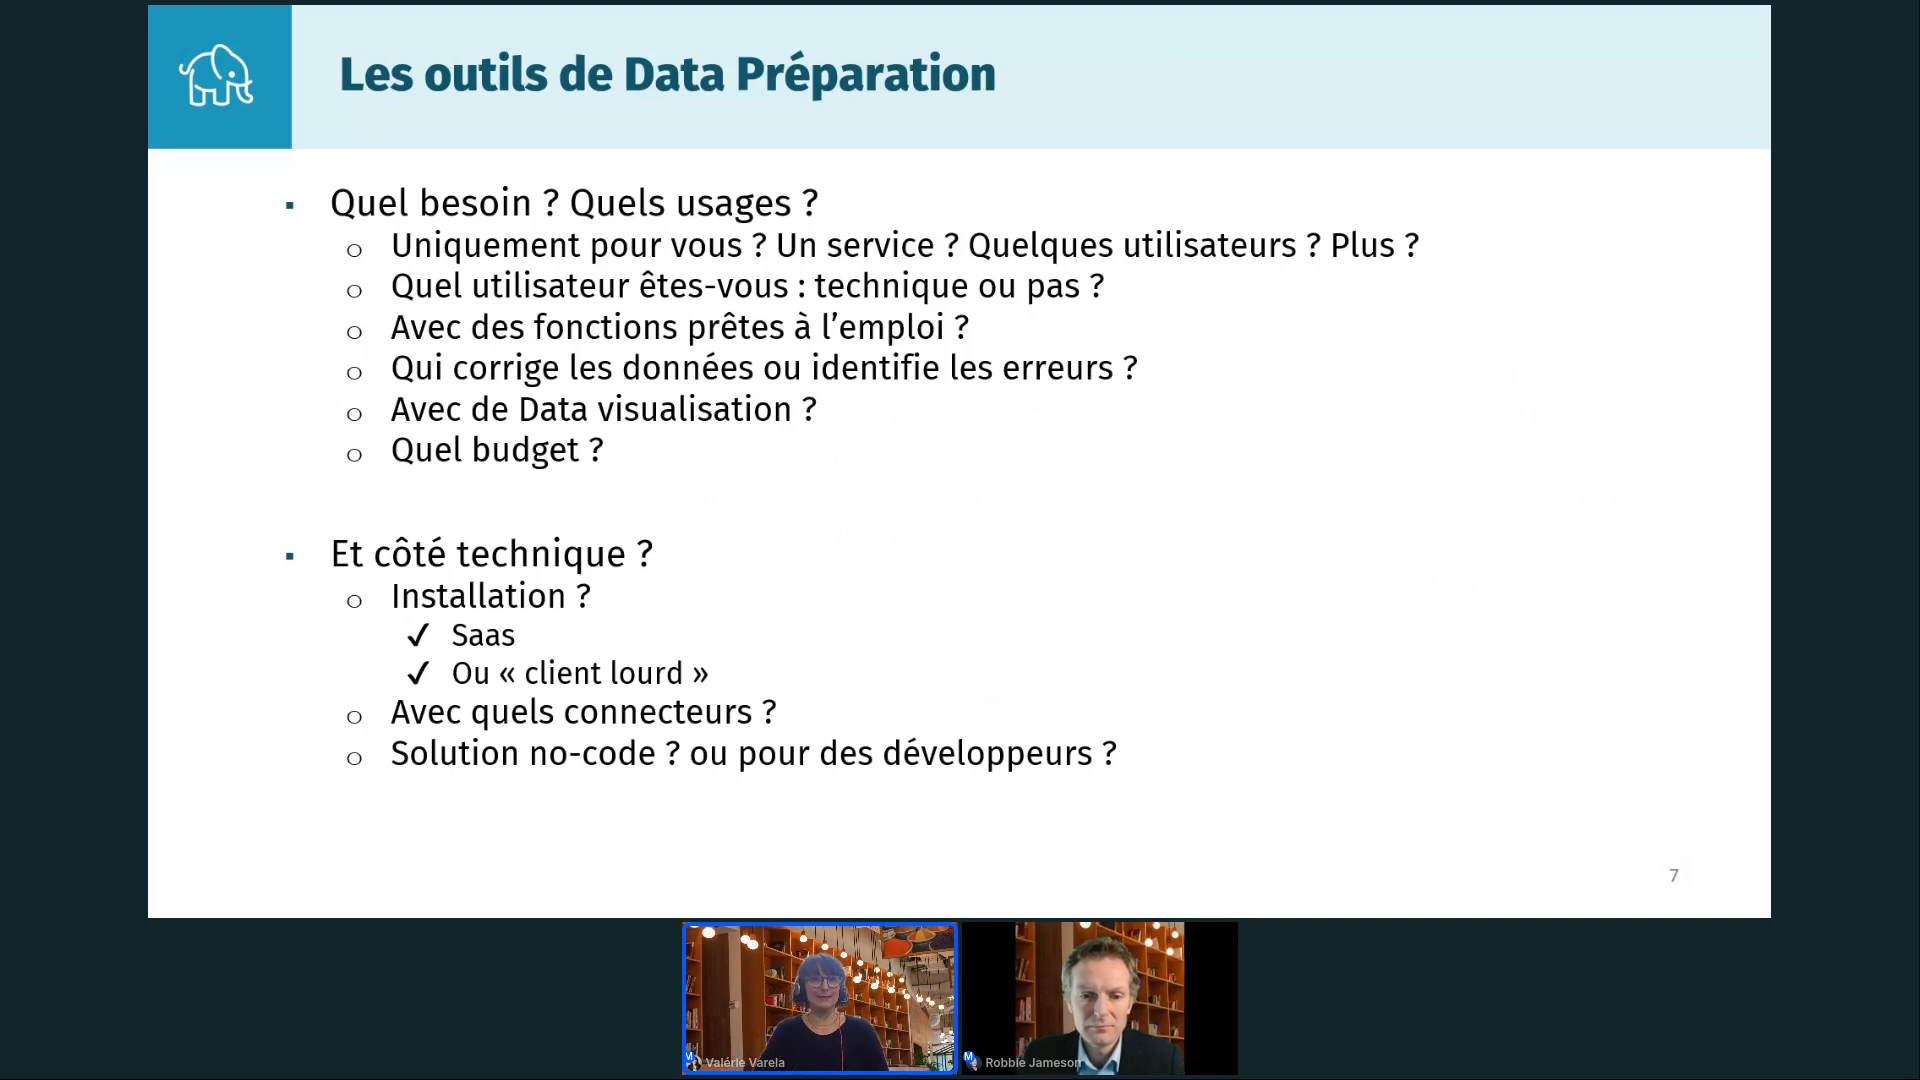 Les outils de Data Préparation
Quel besoin ? Quels usages ?
Uniquement pour vous ? Un service ? Quelques utilisateurs ? Plus ?
Quel utilisateur êtes-vous : technique ou pas ?
Avec des fonctions prêtes à l’emploi ?
Qui corrige les données ou identifie les erreurs ?
Avec de Data visualisation ?
Quel budget ?
Et côté technique ?
Installation ?
Saas
Ou « client lourd »
Avec quels connecteurs ?
Solution no-code ? ou pour des développeurs ?
7
M Valérie Varela
M Robbie Jameson